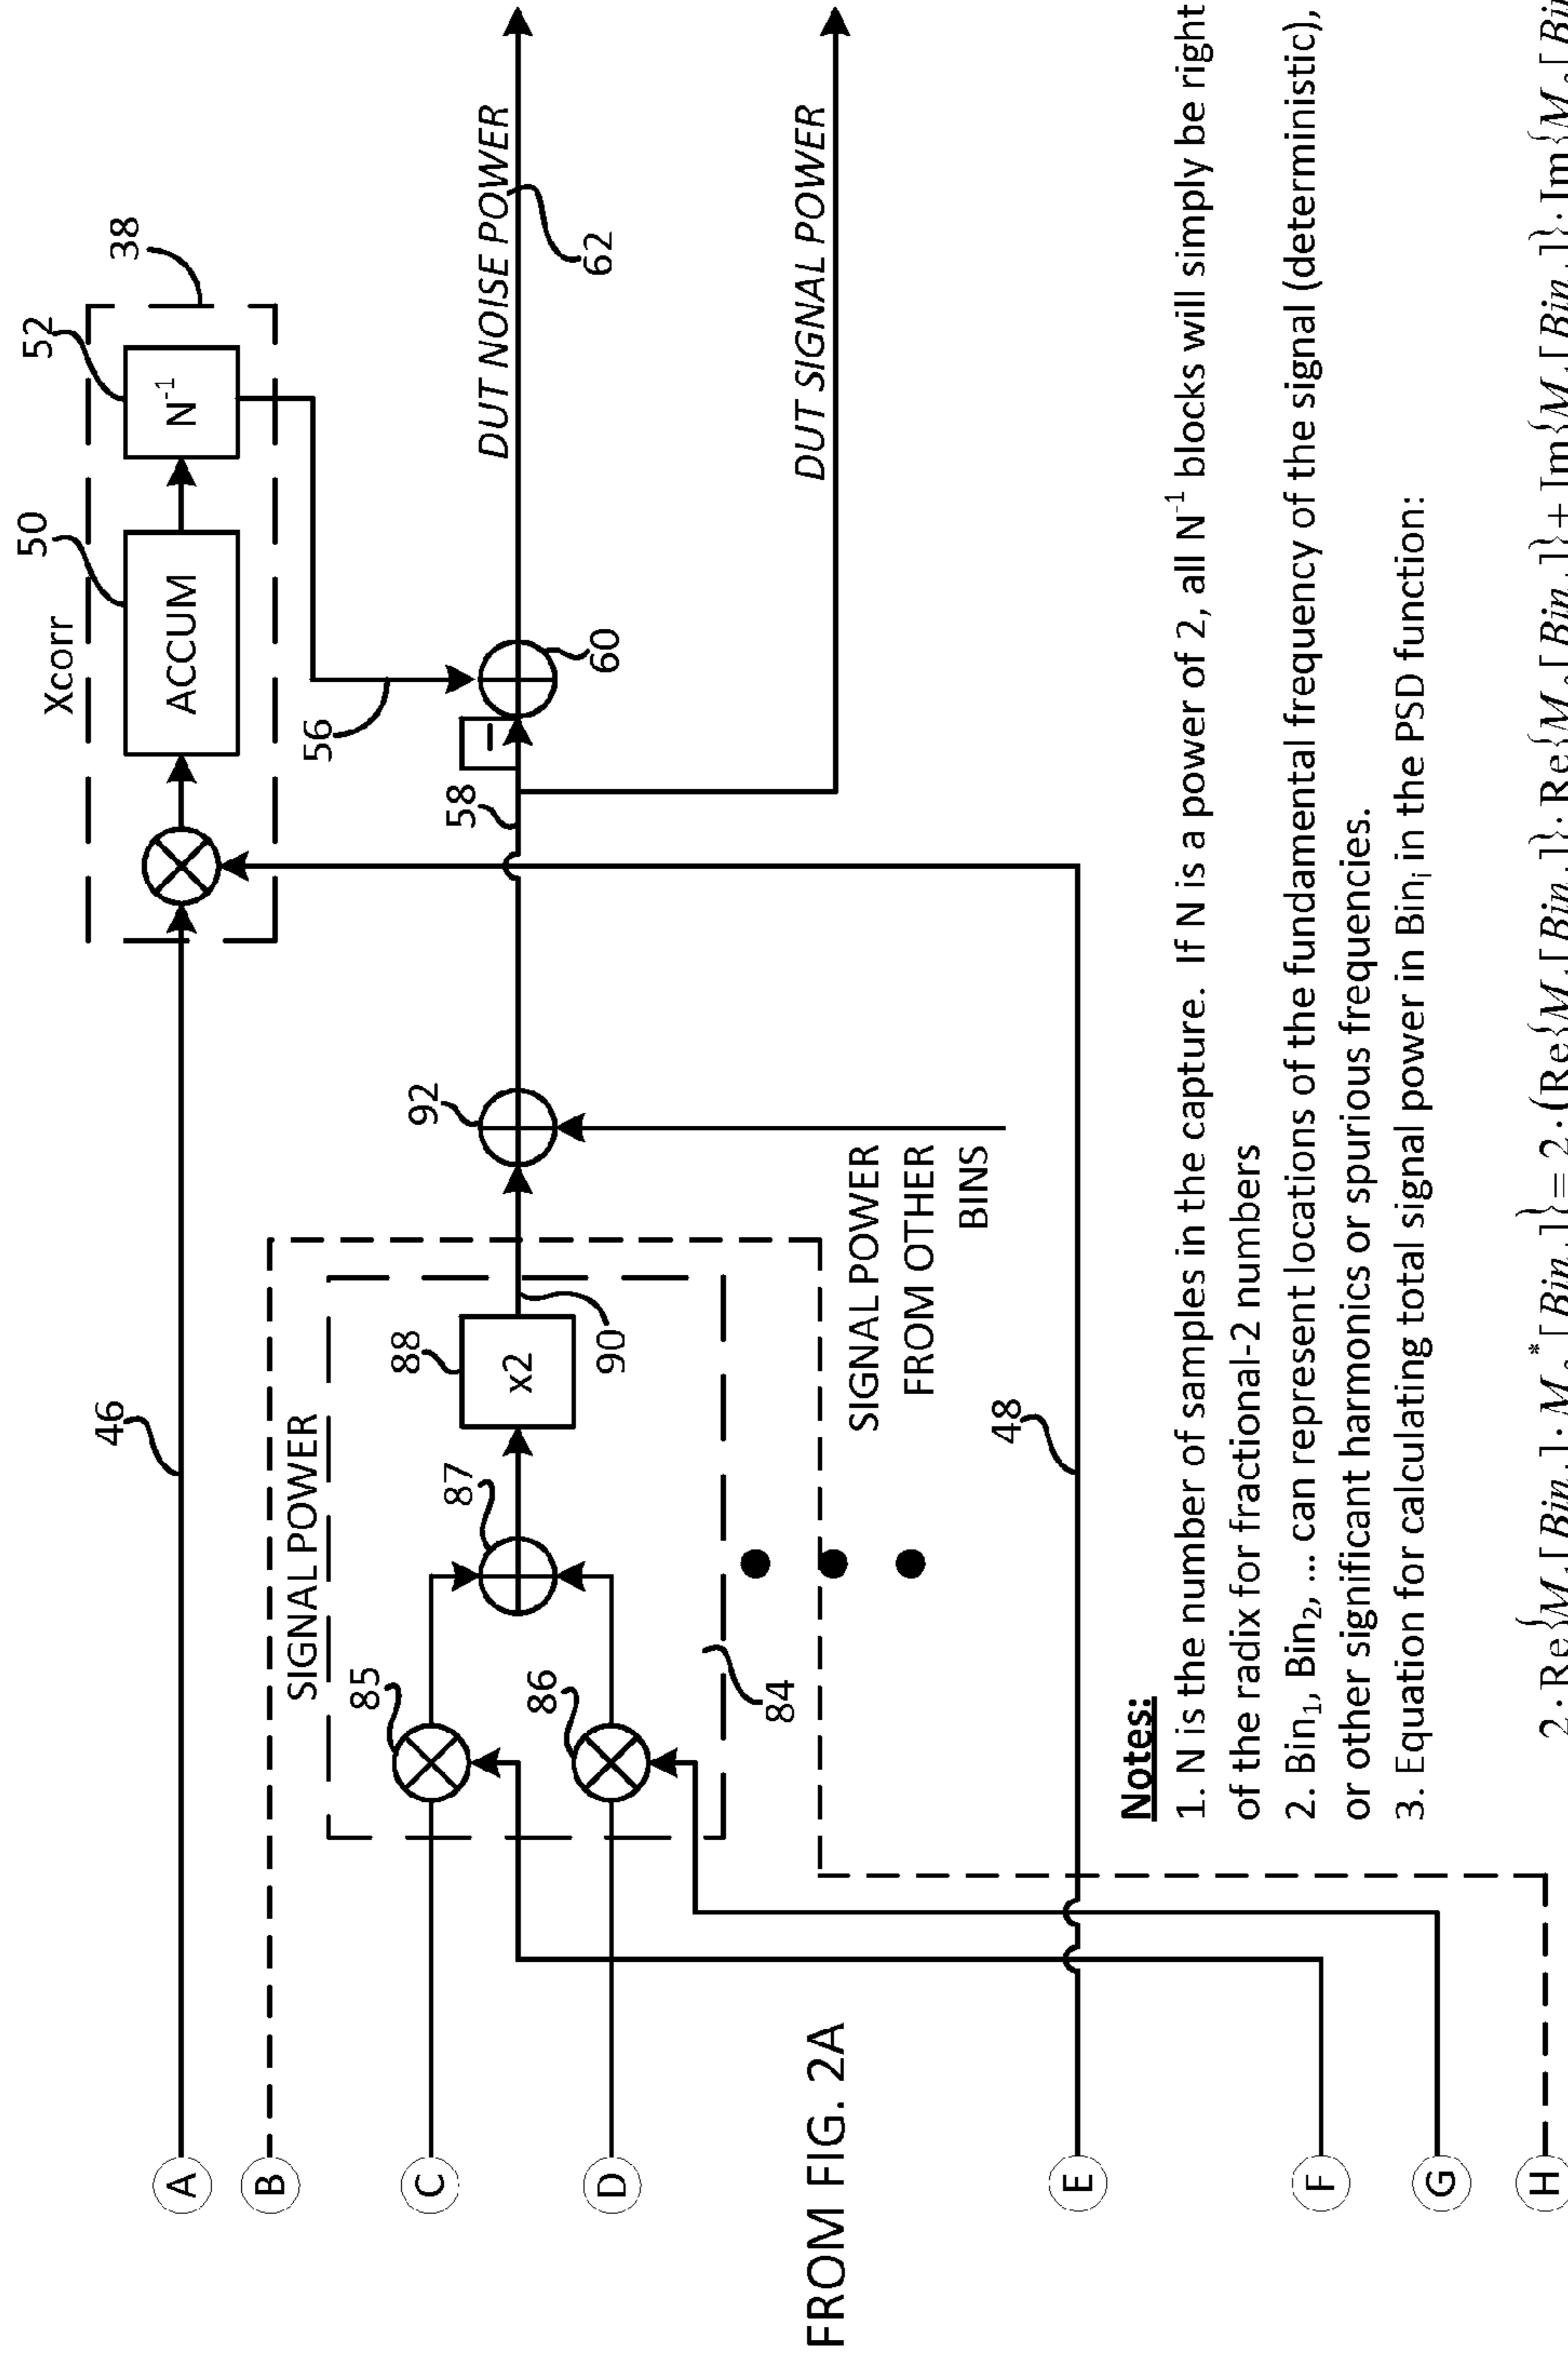 38
52
50
Xcorr
N⁻¹
ACCUM
56
60
58
62
DUT NOISE POWER
DUT SIGNAL POWER
46
92
SIGNAL POWER
88
x2
90
87
85
86
84
SIGNAL POWER
FROM OTHER
BINS
48
A
B
C
D
E
F
G
H
FROM FIG. 2A
Notes:
1. N is the number of samples in the capture. If N is a power of 2, all N⁻¹ blocks will simply be right
of the radix for fractional-2 numbers
2. Bin₁, Bin₂, ... can represent locations of the fundamental frequency of the signal (deterministic),
or other significant harmonics or spurious frequencies.
3. Equation for calculating total signal power in Binᵢ in the PSD function: